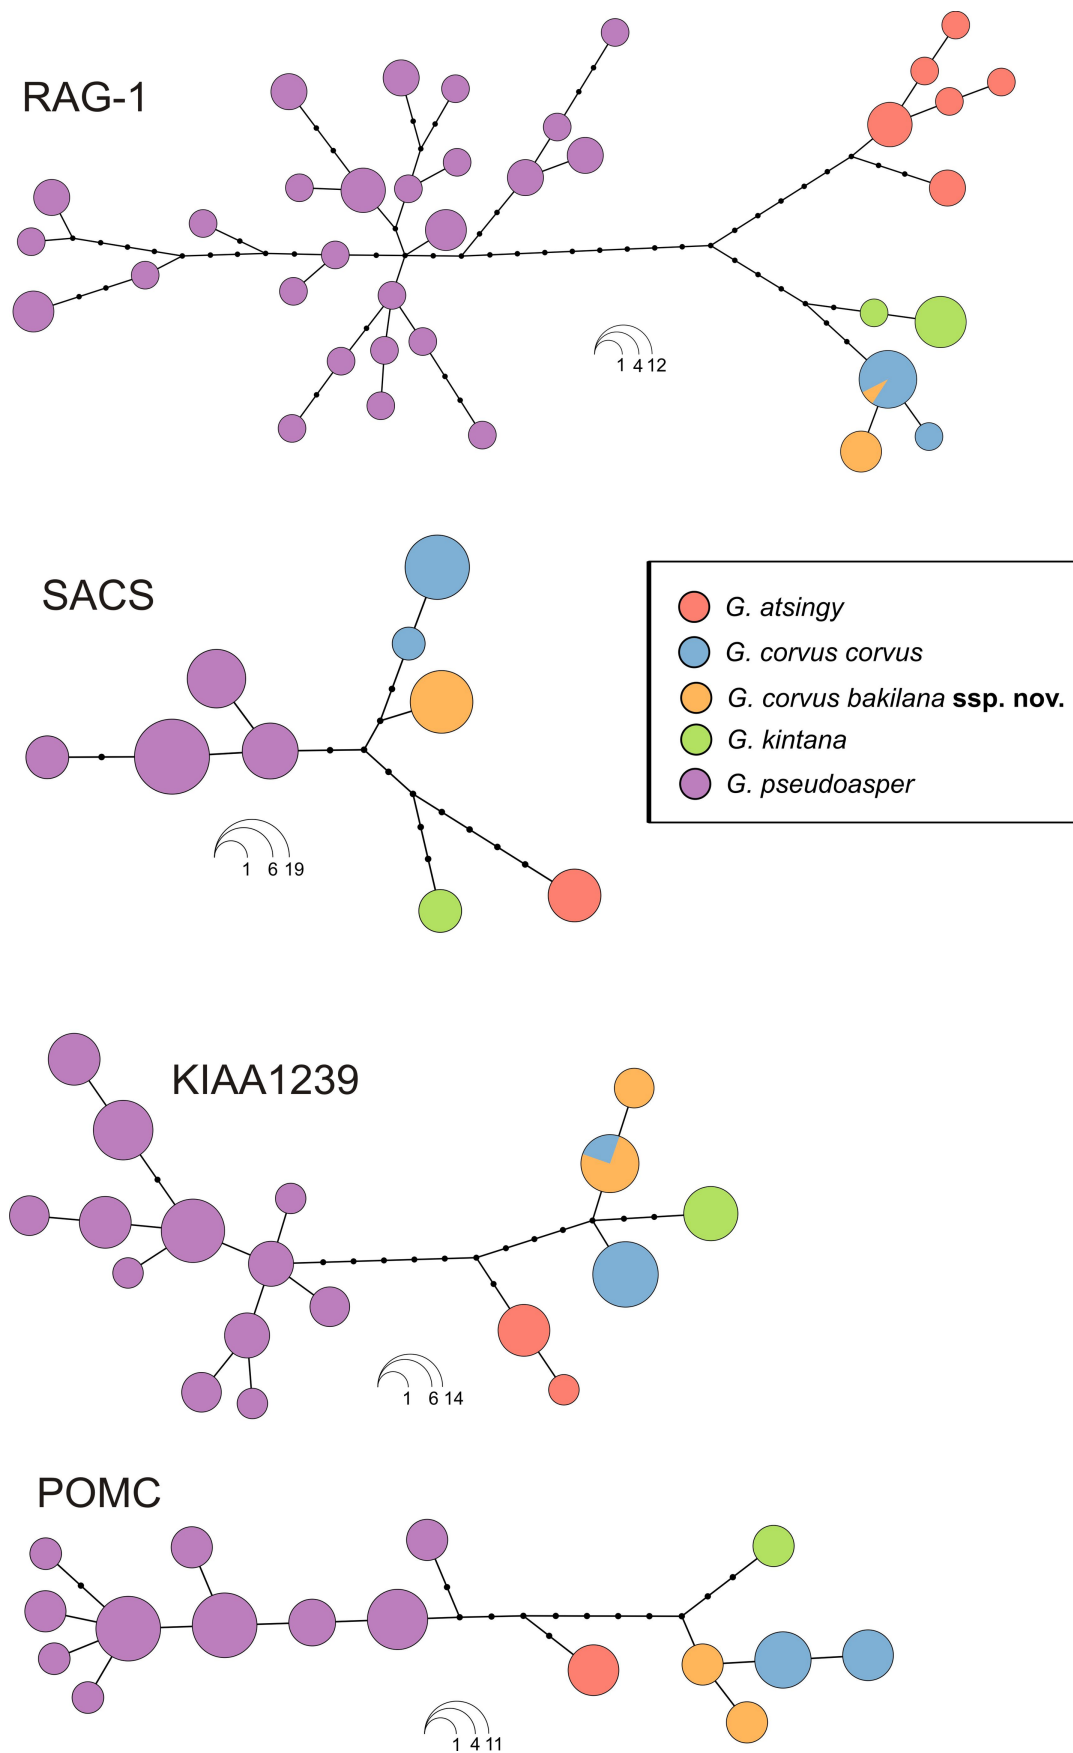 RAG-1
1 4 12
SACS
G. atsingy
G. corvus corvus
G. corvus bakilana ssp. nov.
G. kintana
G. pseudoasper
1 6 19
KIAA1239
1 6 14
POMC
1 4 11